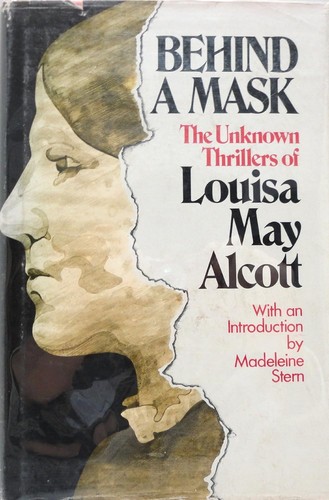 BEHIND
A MASK
The Unknown
Thrillers of
Louisa
May
Alcott
With an
Introduction
by
Madeleine
Stern